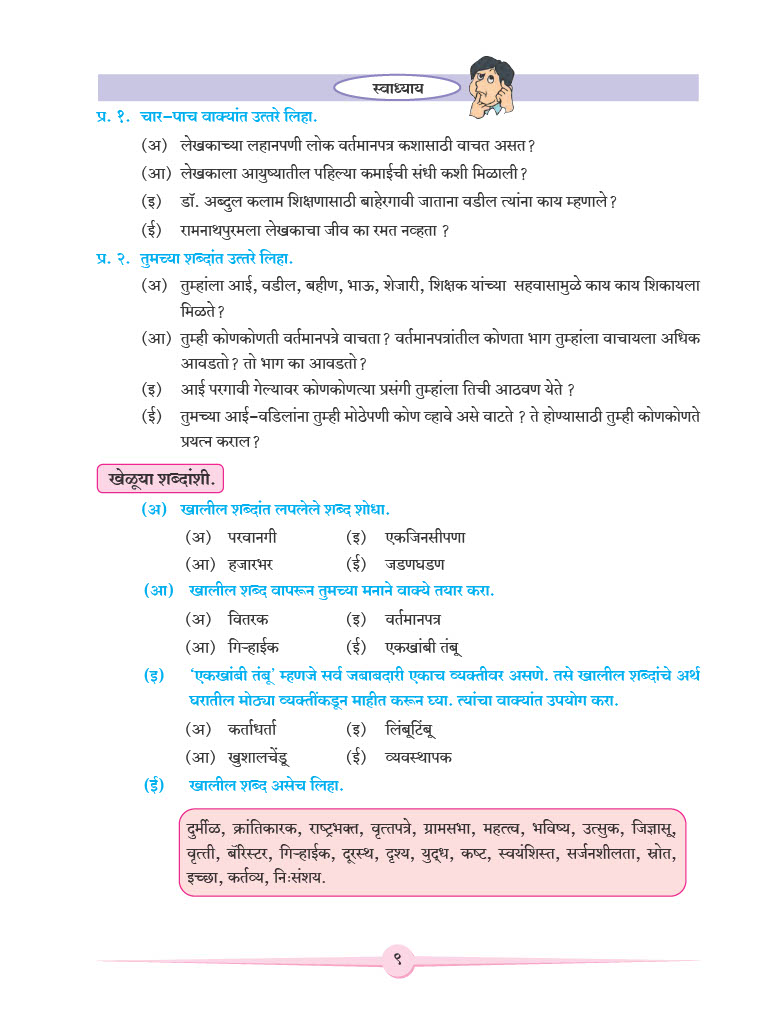 स्वाध्याय
प्र. १. चार-पाच वाक्यांत उत्तरे लिहा.
(अ) लेखकाच्या लहानपणी लोक वर्तमानपत्र कशासाठी वाचत असत?
(आ) लेखकाला आयुष्यातील पहिल्या कमाईची संधी कशी मिळाली?
(इ) डॉ. अब्दुल कलाम शिक्षणासाठी बाहेरगावी जाताना वडील त्यांना काय म्हणाले?
(ई) रामनाथपुरमला लेखकाचा जीव का रमत नव्हता ?
प्र. २. तुमच्या शब्दांत उत्तरे लिहा.
(अ) तुम्हांला आई, वडील, बहीण, भाऊ, शेजारी, शिक्षक यांच्या सहवासामुळे काय काय शिकायला
मिळते?
(आ) तुम्ही कोणकोणती वर्तमानपत्रे वाचता? वर्तमानपत्रांतील कोणता भाग तुम्हांला वाचायला अधिक
आवडतो? तो भाग का आवडतो?
(इ) आई परगावी गेल्यावर कोणकोणत्या प्रसंगी तुम्हांला तिची आठवण येते ?
(ई) तुमच्या आई-वडिलांना तुम्ही मोठेपणी कोण व्हावे असे वाटते ? ते होण्यासाठी तुम्ही कोणकोणते
प्रयत्न कराल?
खेळूया शब्दांशी.
(अ) खालील शब्दांत लपलेले शब्द शोधा.
(अ) परवानगी (इ) एकजिनसीपणा
(आ) हजारभर (ई) जडणघडण
(आ) खालील शब्द वापरून तुमच्या मनाने वाक्ये तयार करा.
(अ) वितरक (इ) वर्तमानपत्र
(आ) गिऱ्हाईक (ई) एकखांबी तंबू
(इ) ‘एकखांबी तंबू’ म्हणजे सर्व जबाबदारी एकाच व्यक्तीवर असणे. तसे खालील शब्दांचे अर्थ
घरातील मोठ्या व्यक्तींकडून माहीत करून घ्या. त्यांचा वाक्यांत उपयोग करा.
(अ) कर्ताधर्ता (इ) लिंबूटिंबू
(आ) खुशालचेंडू (ई) व्यवस्थापक
(ई) खालील शब्द असेच लिहा.
दुर्मीळ, क्रांतिकारक, राष्ट्रभक्त, वृत्तपत्रे, ग्रामसभा, महत्त्व, भविष्य, उत्सुक, जिज्ञासू,
वृत्ती, बॅरिस्टर, गिऱ्हाईक, दूरस्थ, दृश्य, युद्ध, कष्ट, स्वयंशिस्त, सर्जनशीलता, स्रोत,
इच्छा, कर्तव्य, निःसंशय.
९